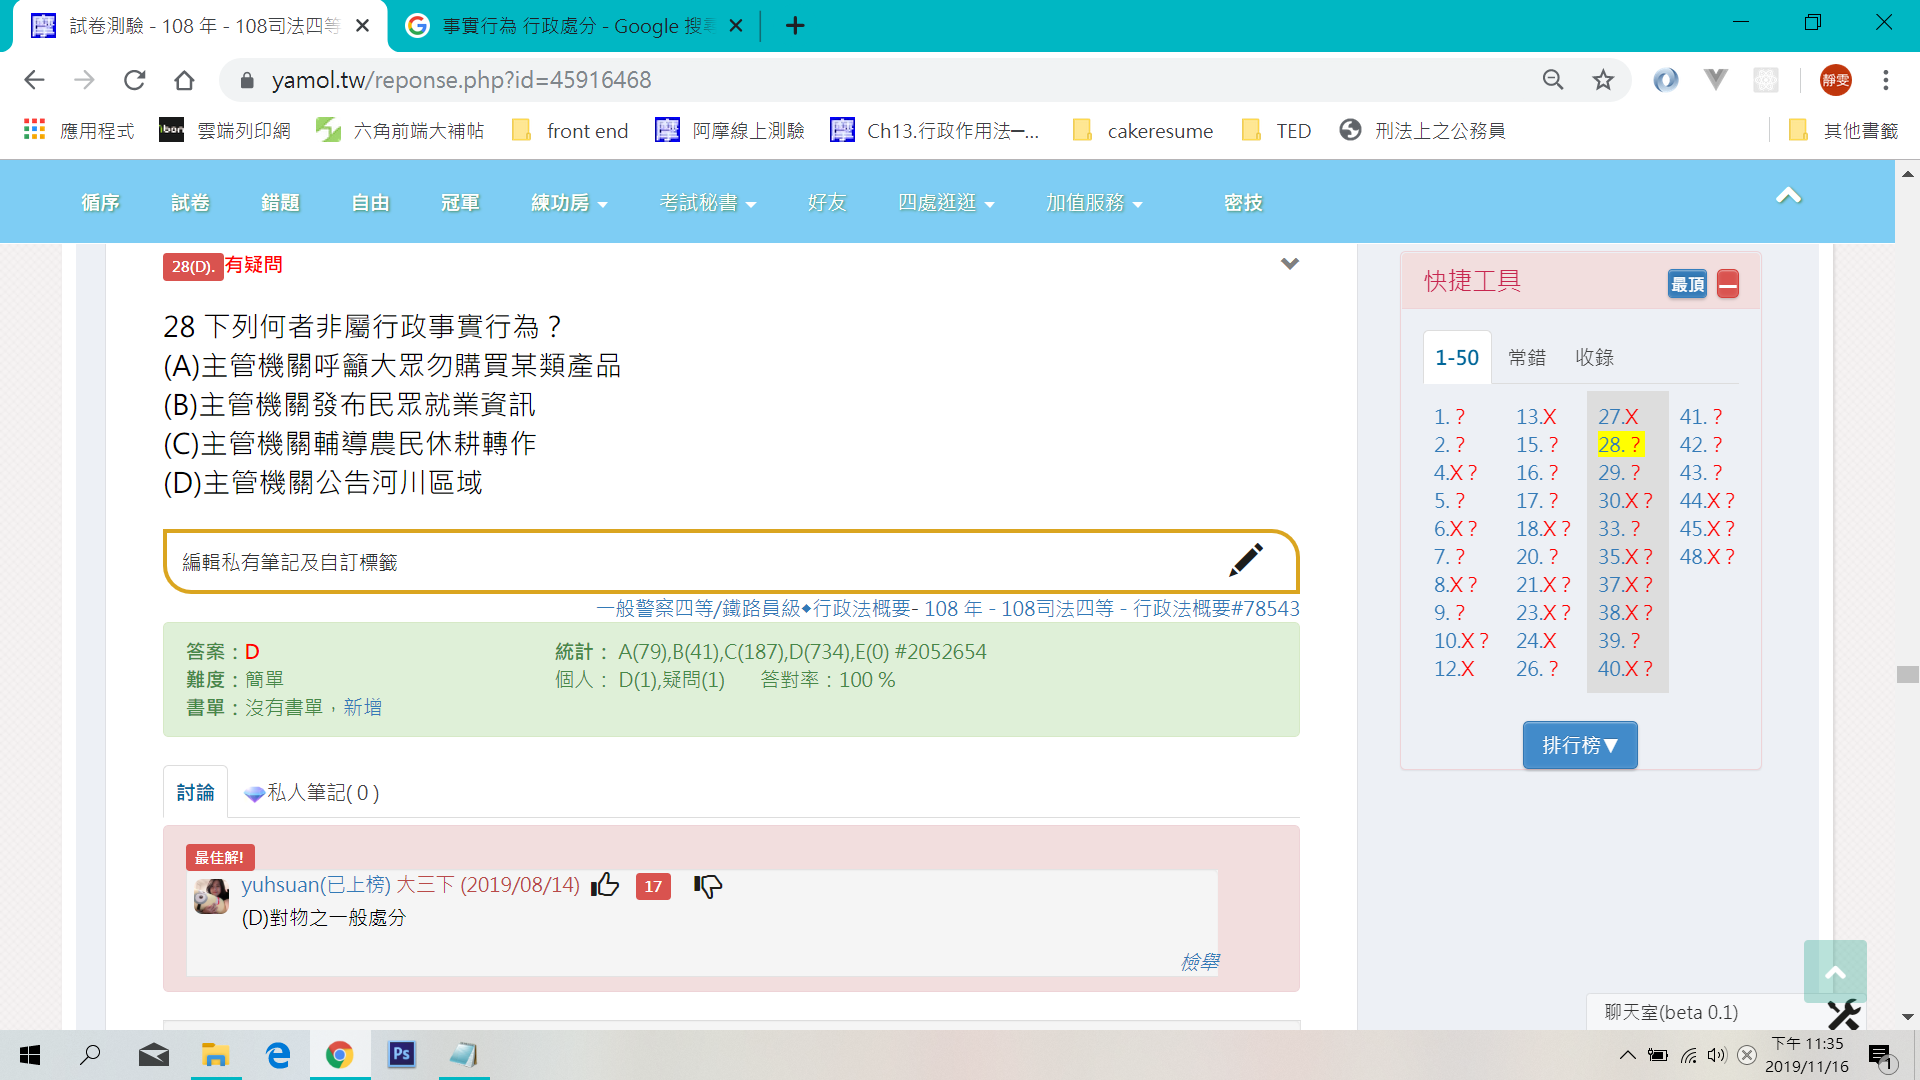 試卷測驗 - 108 年 - 108司法四等
事實行為 行政處分 - Google 搜尋
yamol.tw/reponse.php?id=45916468
靜雯
應用程式
ibon
雲端列印網
六角前端大補帖
front end
摩
阿摩線上測驗
摩
Ch13.行政作用法─...
cakeresume
TED
刑法上之公務員
其他書籤
循序
試卷
錯題
自由
冠軍
練功房
考試秘書
好友
四處逛逛
加值服務
密技
28(D). 有疑問
28 下列何者非屬行政事實行為?
(A)主管機關呼籲大眾勿購買某類產品
(B)主管機關發布民眾就業資訊
(C)主管機關輔導農民休耕轉作
(D)主管機關公告河川區域
編輯私有筆記及自訂標籤
一般警察四等/鐵路員級◆行政法概要- 108 年 - 108司法四等 - 行政法概要#78543
答案：D
統計： A(79),B(41),C(187),D(734),E(0) #2052654
難度：簡單
個人： D(1),疑問(1) 答對率：100 %
書單：沒有書單，新增
討論
私人筆記( 0 )
最佳解!
yuhsuan(已上榜) 大三下 (2019/08/14) 17
(D)對物之一般處分
檢舉
快捷工具
最頂
1-50 常錯 收錄
1. ? 13.X 27.X 41. ?
2. ? 15. ? 28. ? 42. ?
4.X ? 16. ? 29. ? 43. ?
5. ? 17. ? 30.X ? 44.X ?
6.X ? 18.X ? 33. ? 45.X ?
7. ? 20. ? 35.X ? 48.X ?
8.X ? 21.X ? 37.X ?
9. ? 23.X ? 38.X ?
10.X ? 24.X 39. ?
12.X 26. ? 40.X ?
排行榜▼
聊天室(beta 0.1)
Ps
下午 11:35
2019/11/16
1